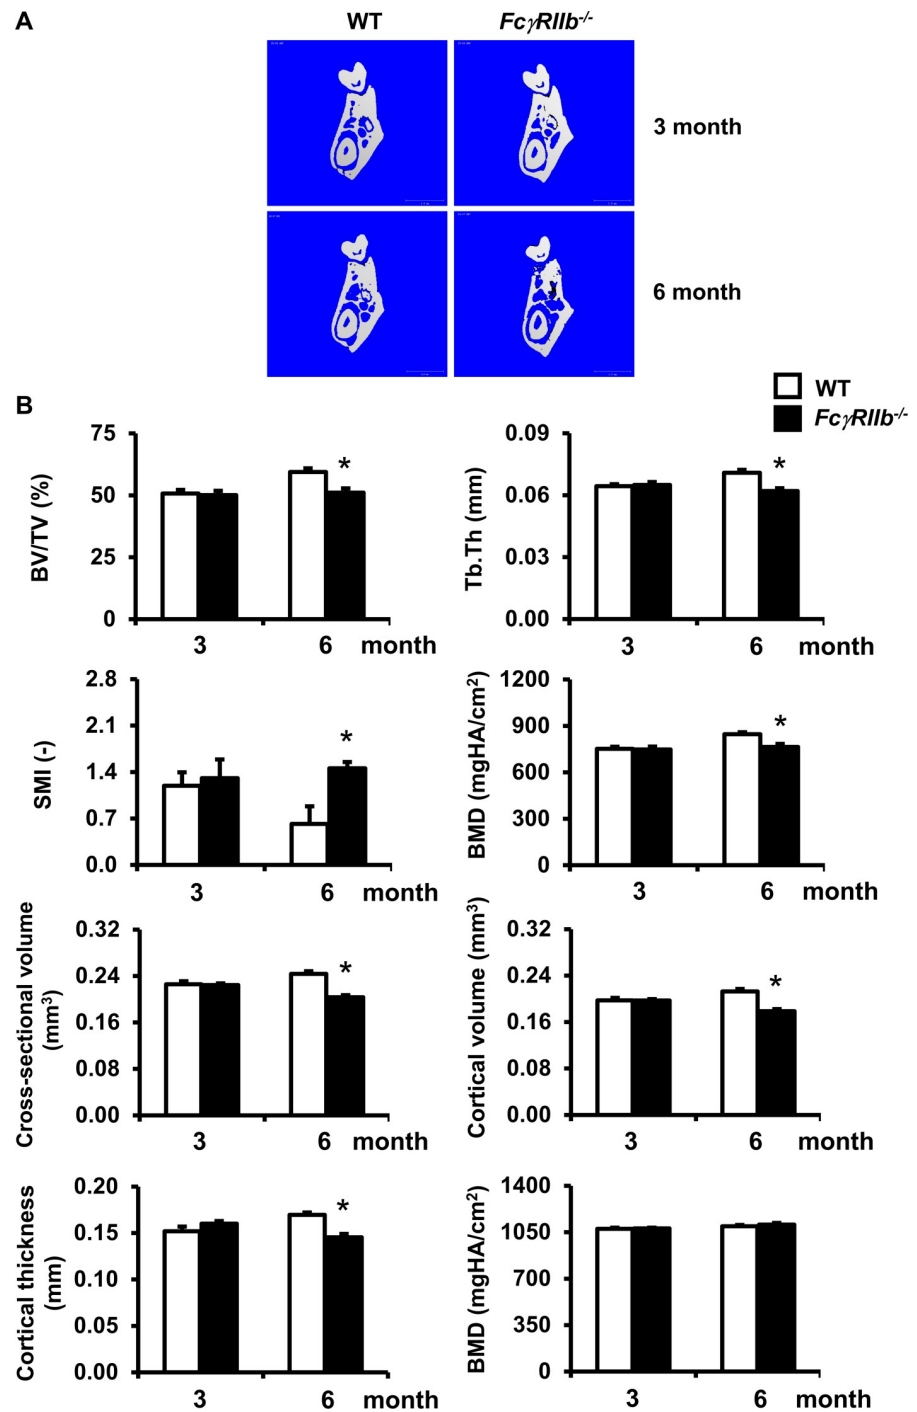 A
WT
FcγRIIb-/-
3 month
6 month
B
WT
FcγRIIb-/-
BV/TV (%)
75
50
25
0
*
3
6
month
Tb.Th (mm)
0.09
0.06
0.03
0.00
*
3
6
month
SMI (-)
2.8
2.1
1.4
0.7
0.0
*
3
6
month
BMD (mgHA/cm2)
1200
900
600
300
0
*
3
6
month
Cross-sectional volume
(mm3)
0.32
0.24
0.16
0.08
0.00
*
3
6
month
Cortical volume (mm3)
0.32
0.24
0.16
0.08
0.00
*
3
6
month
Cortical thickness
(mm)
0.20
0.15
0.10
0.05
0.00
*
3
6
month
BMD (mgHA/cm2)
1400
1050
700
350
0
3
6
month